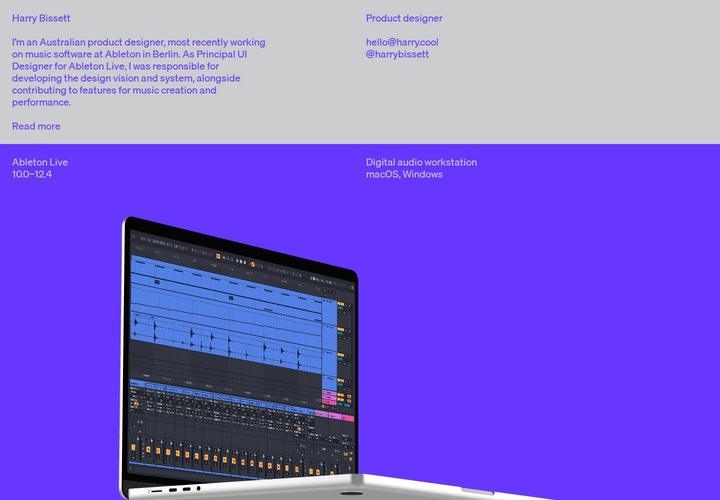 Harry Bissett
Product designer
I'm an Australian product designer, most recently working
on music software at Ableton in Berlin. As Principal UI
Designer for Ableton Live, I was responsible for
developing the design vision and system, alongside
contributing to features for music creation and
performance.
hello@harry.cool
@harrybissett
Read more
Ableton Live
10.0–12.4
Digital audio workstation
macOS, Windows